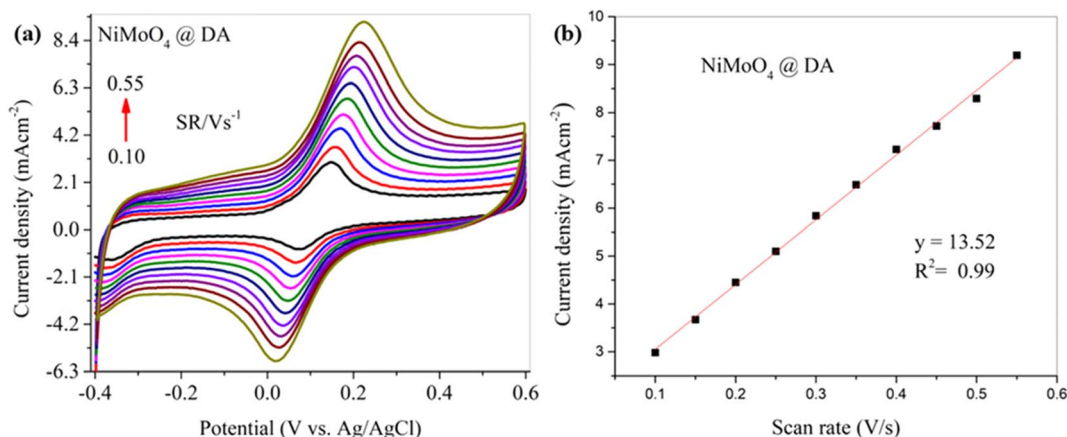 (a)
NiMoO₄ @ DA
0.55
SR/Vs⁻¹
0.10
8.4
6.3
4.2
2.1
0.0
-2.1
-4.2
-6.3
-0.4
-0.2
0.0
0.2
0.4
0.6
Current density (mAcm⁻²)
Potential (V vs. Ag/AgCl)
(b)
NiMoO₄ @ DA
y = 13.52
R²= 0.99
10
9
8
7
6
5
4
3
0.1
0.2
0.3
0.4
0.5
0.6
Current density (mAcm⁻²)
Scan rate (V/s)